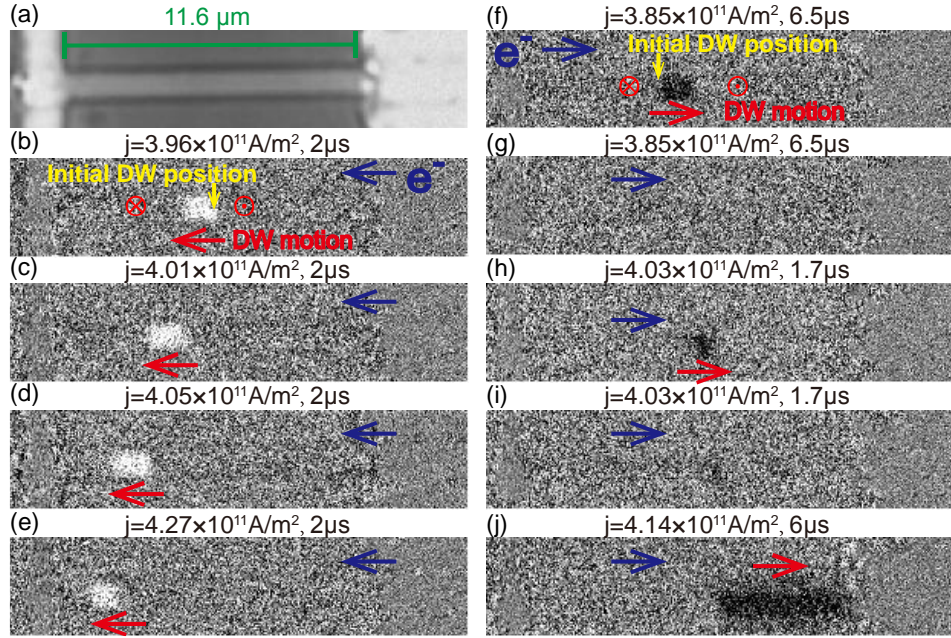 (a)
11.6 μm
(b) j=3.96×10¹¹A/m², 2μs
e⁻
Initial DW position
⊗ ⊙
DW motion
(c) j=4.01×10¹¹A/m², 2μs
(d) j=4.05×10¹¹A/m², 2μs
(e) j=4.27×10¹¹A/m², 2μs
(f) j=3.85×10¹¹A/m², 6.5μs
e⁻
Initial DW position
⊗ ⊙
DW motion
(g) j=3.85×10¹¹A/m², 6.5μs
(h) j=4.03×10¹¹A/m², 1.7μs
(i) j=4.03×10¹¹A/m², 1.7μs
(j) j=4.14×10¹¹A/m², 6μs